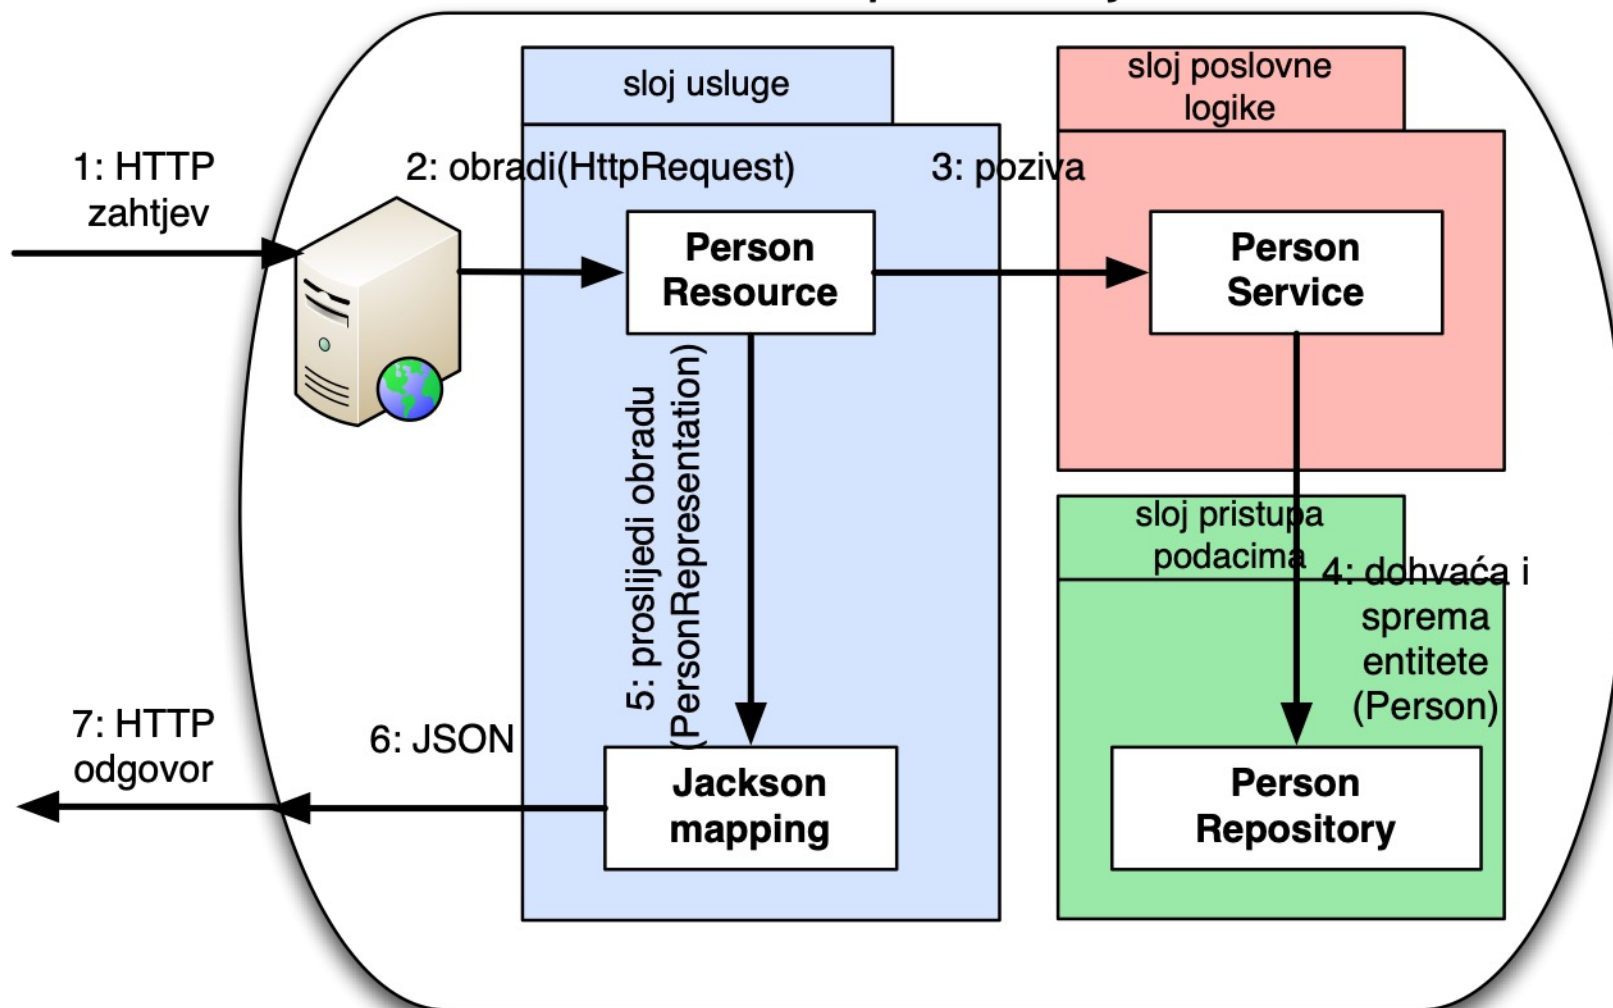 sloj usluge
sloj poslovne
logike
1: HTTP
zahtjev
2: obradi(HttpRequest)
3: poziva
Person
Resource
Person
Service
5: proslijedi obradu
(PersonRepresentation)
sloj pristupa
podacima
4: dohvaća i
sprema
entitete
(Person)
7: HTTP
odgovor
6: JSON
Jackson
mapping
Person
Repository